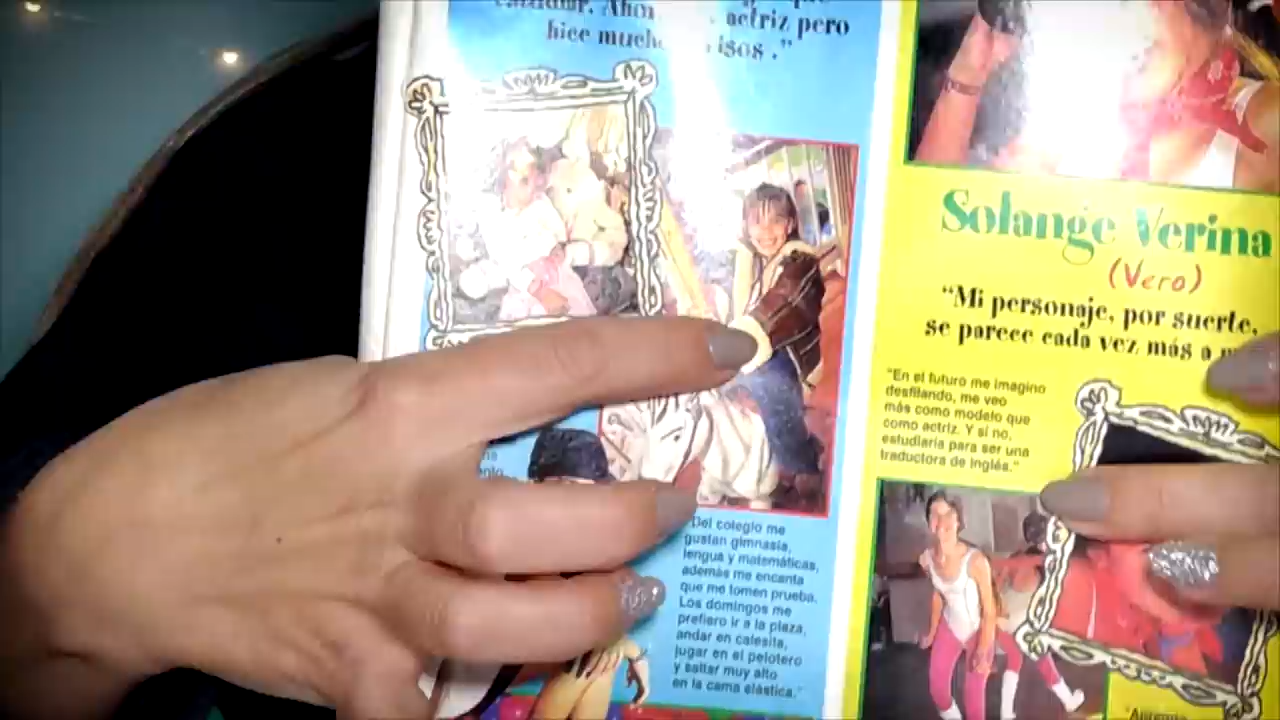 actriz pero
hice
"Del colegio me
gustan gimnasia,
lengua y matemáticas,
además me encanta
que me tomen prueba.
Los domingos me
prefiero ir a la plaza,
andar en calesita,
jugar en el pelotero
y saltar muy alto
en la cama elástica."
Solange Verina
(Vero)
"Mi personaje, por suerte,
se parece cada vez más a
"En el futuro me imagino
desfilando, me veo
más como modelo que
como actriz. Y si no,
estudiaría para ser una
traductora de inglés."